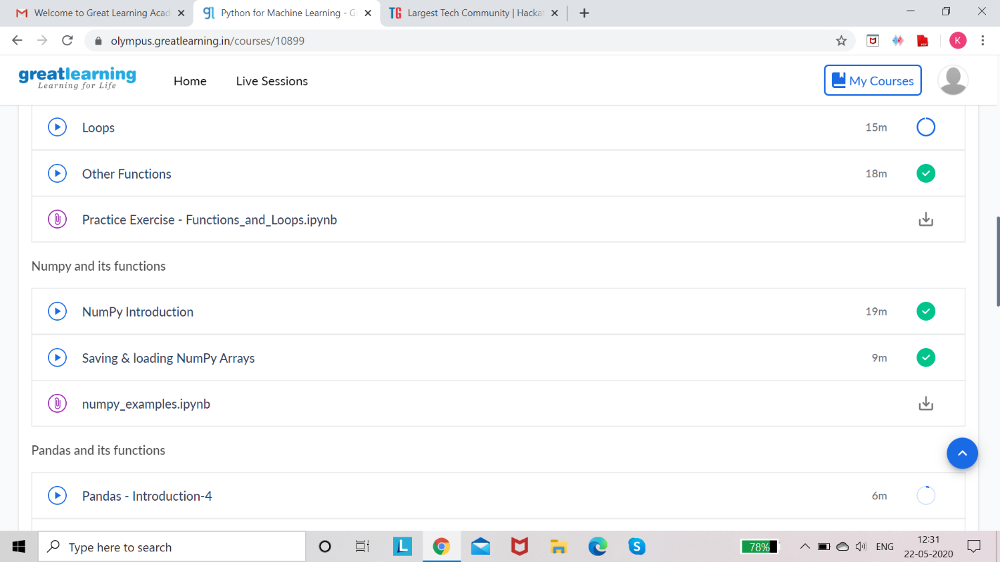 Welcome to Great Learning Acad
Python for Machine Learning - G
TG Largest Tech Community | Hacka
olympus.greatlearning.in/courses/10899
K
greatlearning
Learning for Life
Home
Live Sessions
My Courses
Loops
15m
Other Functions
18m
Practice Exercise - Functions_and_Loops.ipynb
Numpy and its functions
NumPy Introduction
19m
Saving & loading NumPy Arrays
9m
numpy_examples.ipynb
Pandas and its functions
Pandas - Introduction-4
6m
Type here to search
L
78%
ENG
12:31
22-05-2020